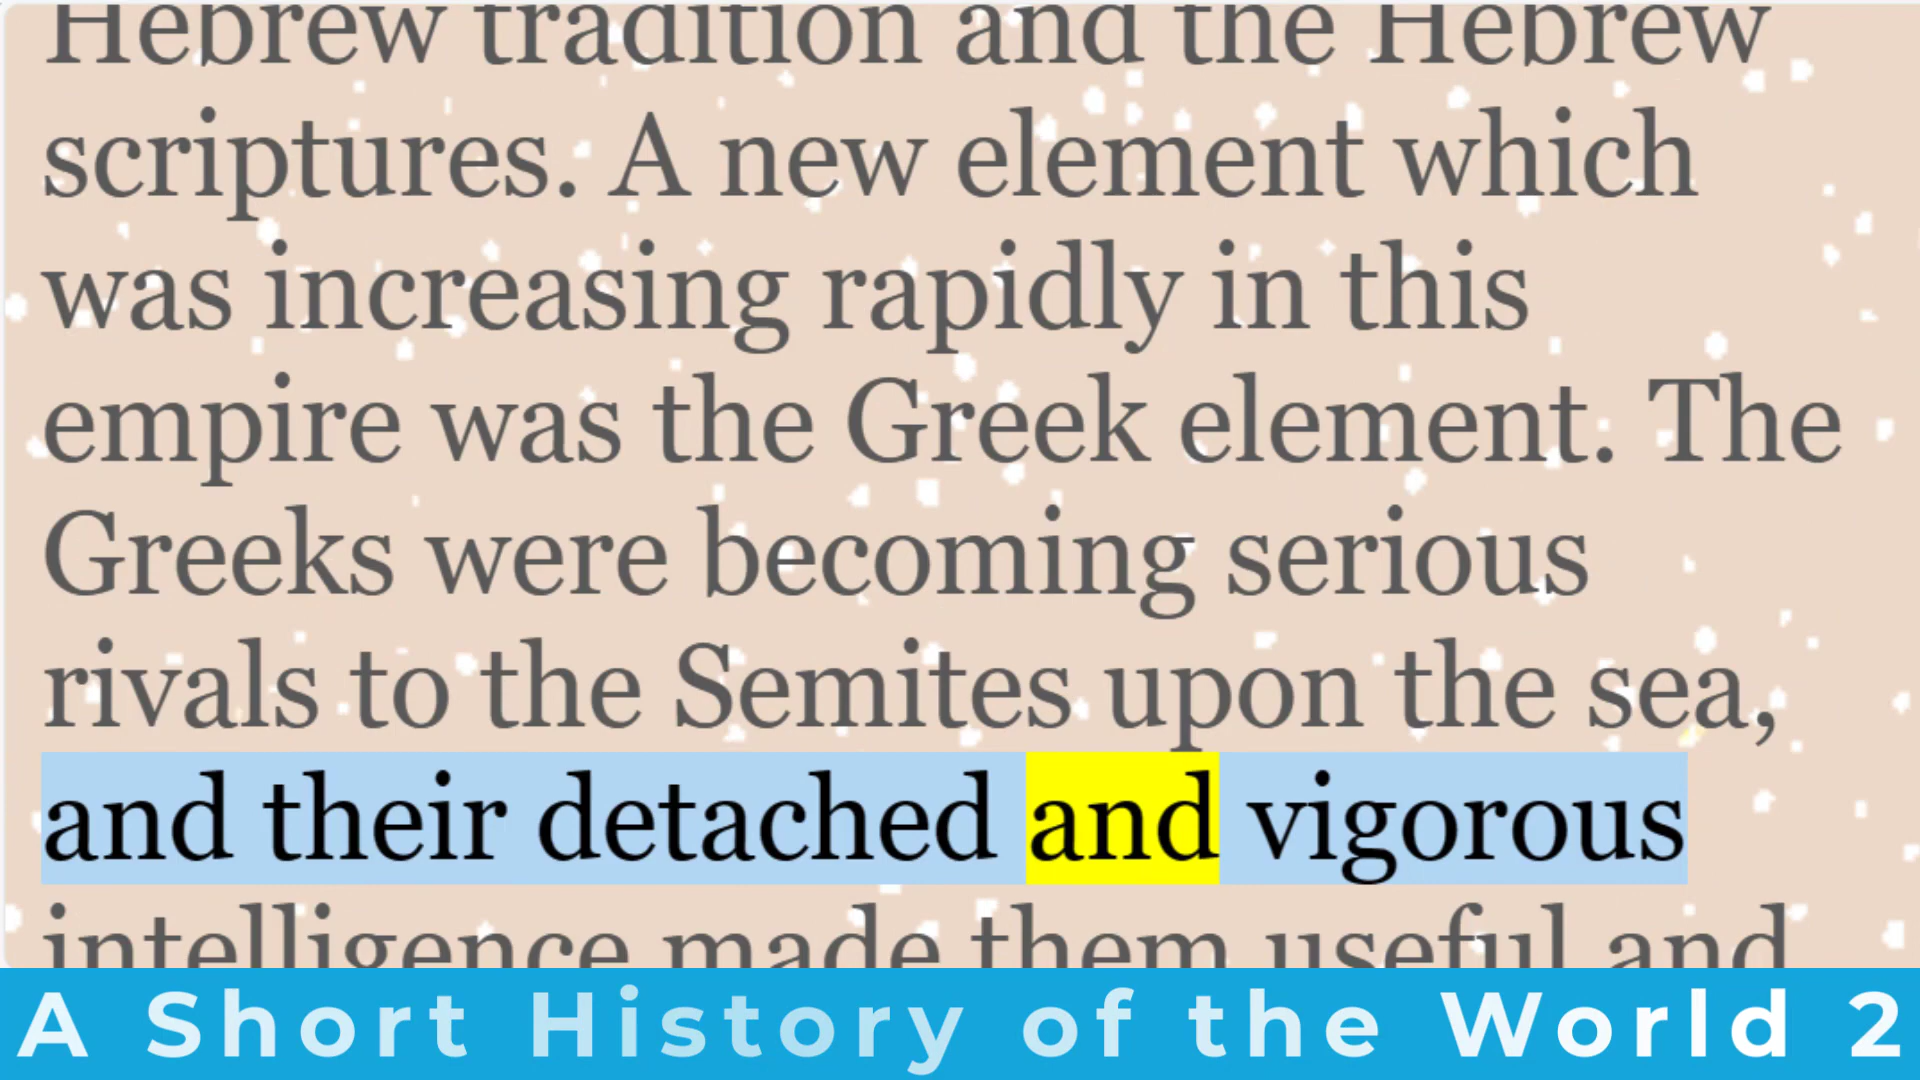 Hebrew tradition and the Hebrew
scriptures. A new element which
was increasing rapidly in this
empire was the Greek element. The
Greeks were becoming serious
rivals to the Semites upon the sea,
and their detached and vigorous
intelligence made them useful and
A Short History of the World 2